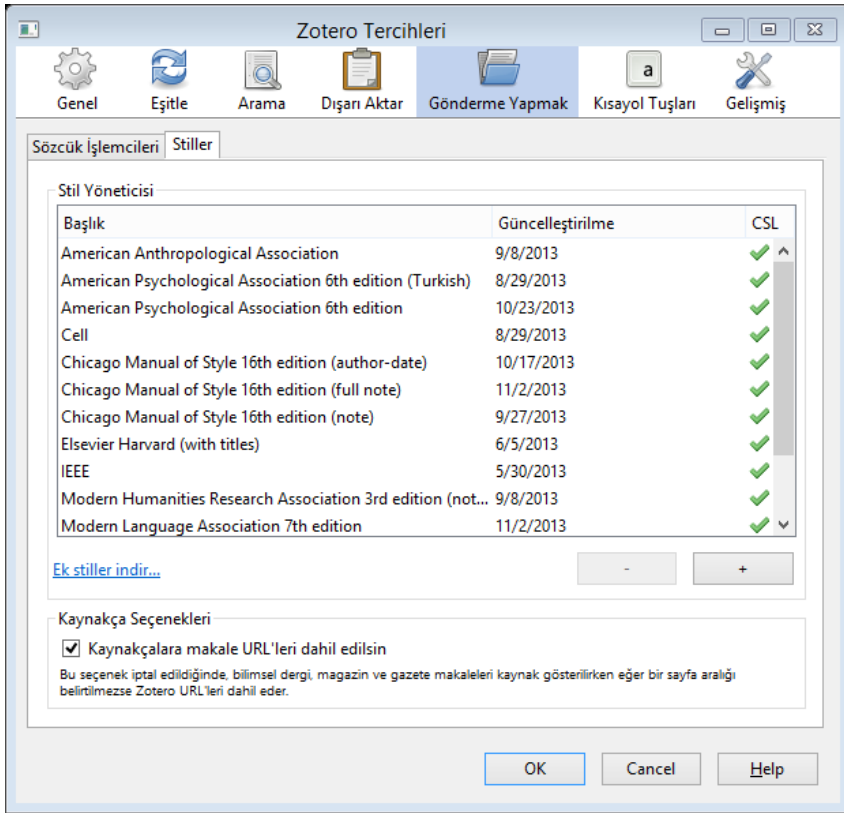 Zotero Tercihleri
Genel Eşitle Arama Dışarı Aktar Gönderme Yapmak a Kısayol Tuşları Gelişmiş
Sözcük İşlemcileri Stiller
Stil Yöneticisi
Başlık Güncelleştirilme CSL
American Anthropological Association 9/8/2013
American Psychological Association 6th edition (Turkish) 8/29/2013
American Psychological Association 6th edition 10/23/2013
Cell 8/29/2013
Chicago Manual of Style 16th edition (author-date) 10/17/2013
Chicago Manual of Style 16th edition (full note) 11/2/2013
Chicago Manual of Style 16th edition (note) 9/27/2013
Elsevier Harvard (with titles) 6/5/2013
IEEE 5/30/2013
Modern Humanities Research Association 3rd edition (not... 9/8/2013
Modern Language Association 7th edition 11/2/2013
Ek stiller indir... - +
Kaynakça Seçenekleri
Kaynakçalara makale URL'leri dahil edilsin
Bu seçenek iptal edildiğinde, bilimsel dergi, magazin ve gazete makaleleri kaynak gösterilirken eğer bir sayfa aralığı
belirtilmezse Zotero URL'leri dahil eder.
OK Cancel Help